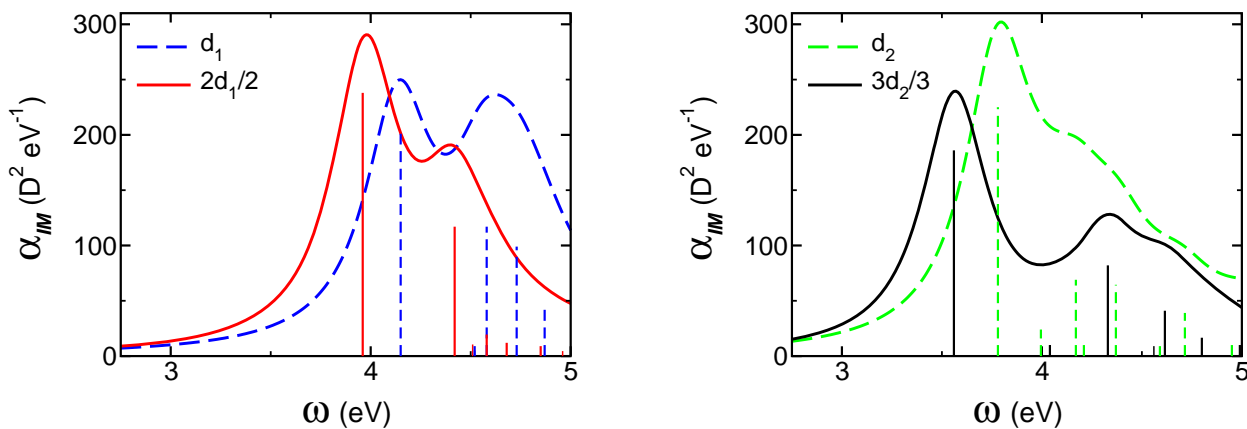 300
200
100
0
α_IM (D² eV⁻¹)
d₁
2d₁/2
3 4 5
ω (eV)
300
200
100
0
α_IM (D² eV⁻¹)
d₂
3d₂/3
3 4 5
ω (eV)